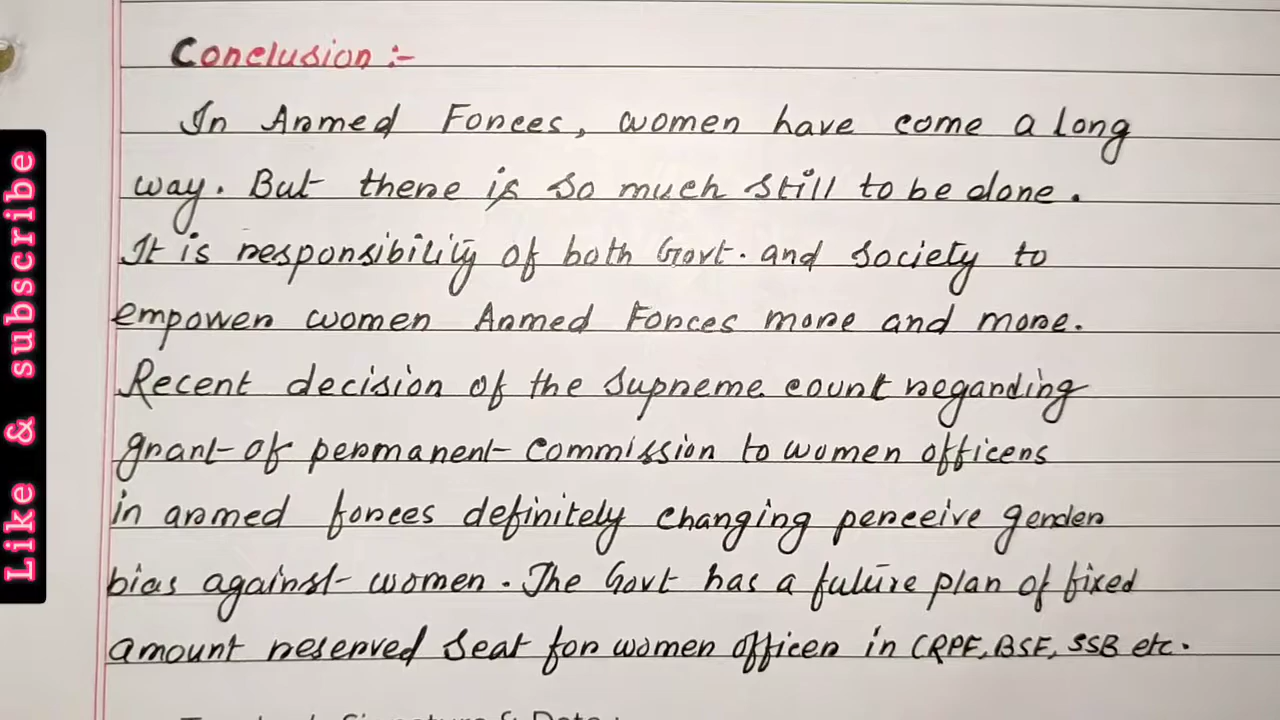 Conclusion :-
In Armed Forces, women have come a long
way. But there is so much still to be done.
It is responsibility of both Govt. and society to
empower women Armed Forces more and more.
Recent decision of the supreme court regarding
grant of permanent commission to women officers
in armed forces definitely changing perceive gender
bias against women. The Govt has a future plan of fixed
amount reserved seat for women officer in CRPF, BSF, SSB etc.
Like & subscribe